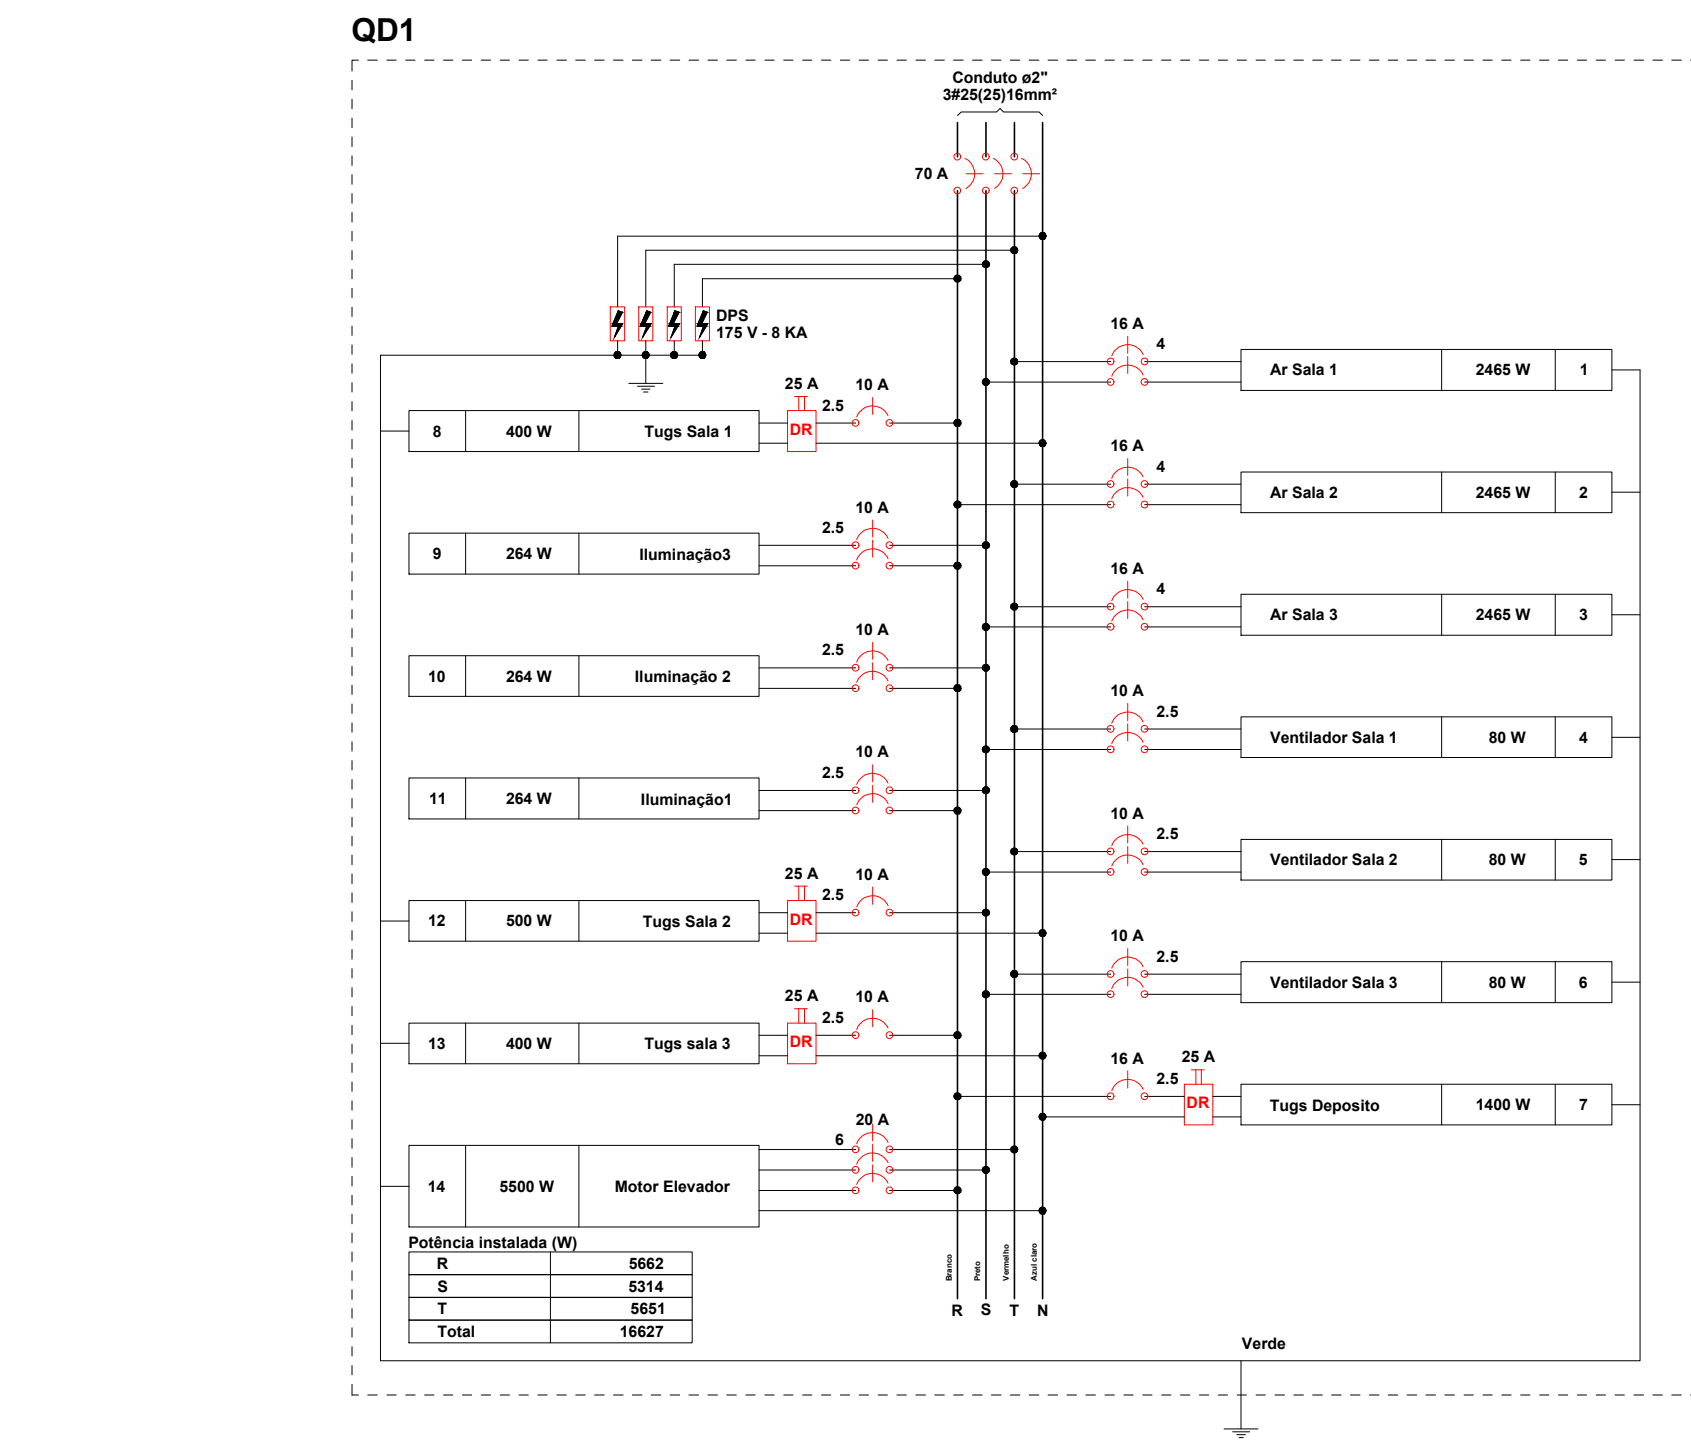 QD1
Conduto ø2"
3#25(25)16mm²
70 A
DPS
175 V - 8 KA
16 A
4
Ar Sala 1 2465 W 1
25 A 10 A
2.5
8 400 W Tugs Sala 1 DR
16 A
4
Ar Sala 2 2465 W 2
10 A
2.5
9 264 W Iluminação3
16 A
4
Ar Sala 3 2465 W 3
10 A
2.5
10 264 W Iluminação 2
10 A
2.5
Ventilador Sala 1 80 W 4
10 A
2.5
11 264 W Iluminação1
10 A
2.5
Ventilador Sala 2 80 W 5
25 A 10 A
2.5
12 500 W Tugs Sala 2 DR
10 A
2.5
Ventilador Sala 3 80 W 6
25 A 10 A
2.5
13 400 W Tugs sala 3 DR
16 A 25 A
2.5
DR Tugs Deposito 1400 W 7
20 A
6
14 5500 W Motor Elevador
Potência instalada (W)
R 5662
S 5314
T 5651
Total 16627
Branco
Preto
Vermelho
Azul claro
R S T N
Verde